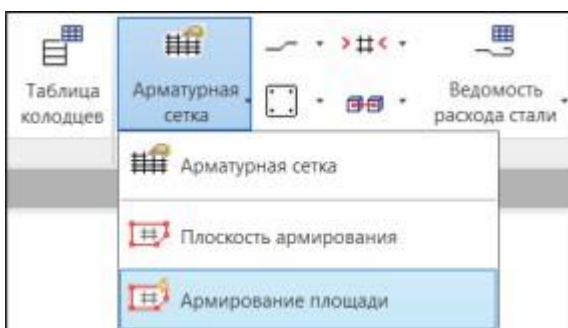 Таблица
колодцев
Арматурная
сетка
Ведомость
расхода стали
Арматурная сетка
Плоскость армирования
Армирование площади